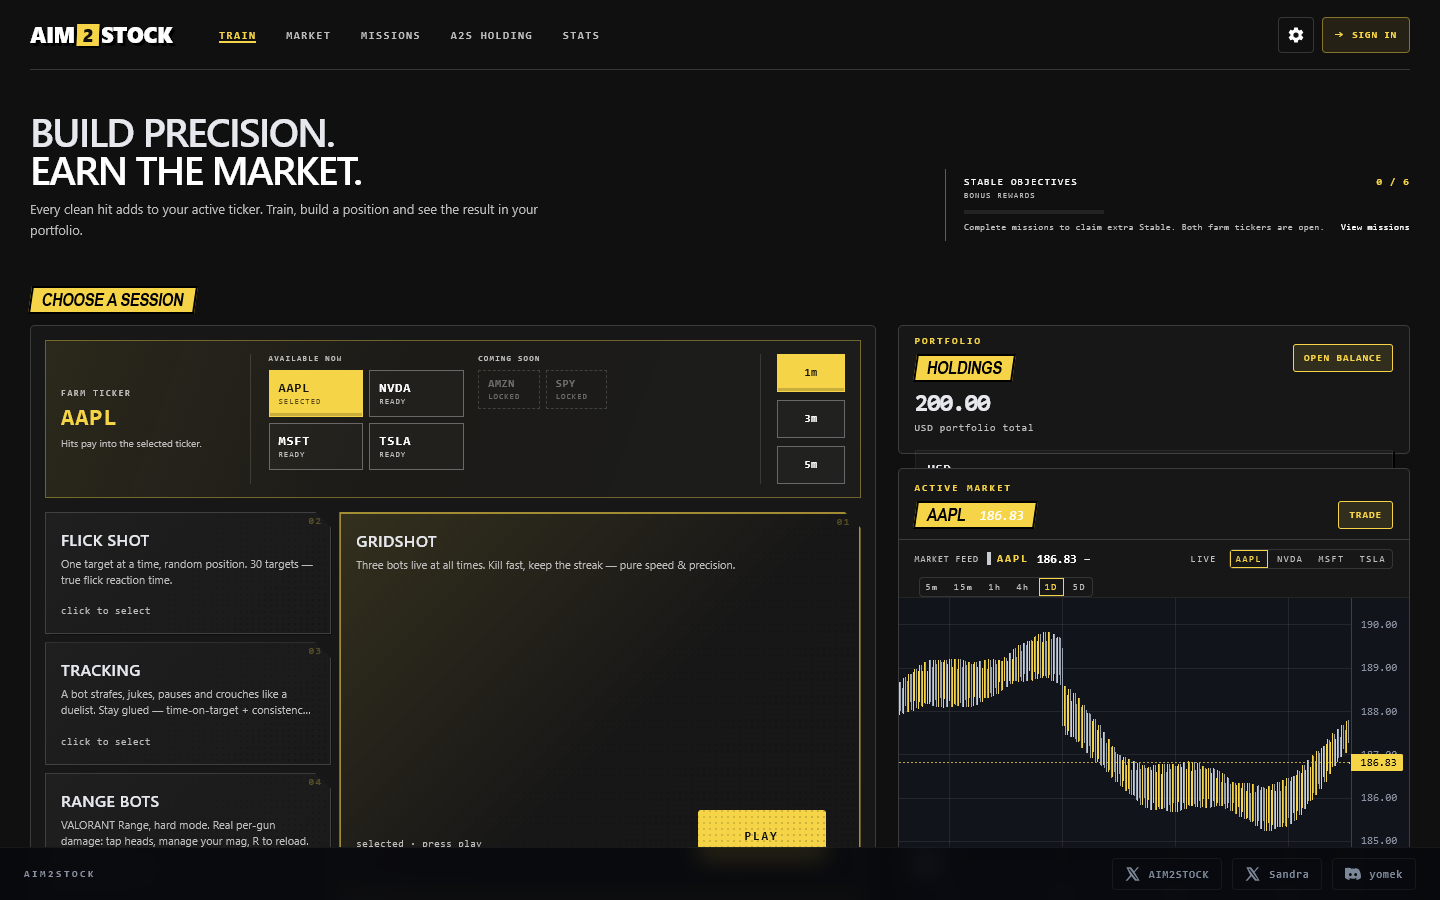 AIM2STOCK
TRAIN
MARKET
MISSIONS
A2S HOLDING
STATS
SIGN IN
BUILD PRECISION.
EARN THE MARKET.
Every clean hit adds to your active ticker. Train, build a position and see the result in your
portfolio.
STABLE OBJECTIVES
0 / 6
BONUS REWARDS
Complete missions to claim extra Stable. Both farm tickers are open.
View missions
CHOOSE A SESSION
FARM TICKER
AAPL
Hits pay into the selected ticker.
AVAILABLE NOW
AAPL
SELECTED
NVDA
READY
MSFT
READY
TSLA
READY
COMING SOON
AMZN
LOCKED
SPY
LOCKED
1m
3m
5m
02
FLICK SHOT
One target at a time, random position. 30 targets —
true flick reaction time.
click to select
03
TRACKING
A bot strafes, jukes, pauses and crouches like a
duelist. Stay glued — time-on-target + consistenc...
click to select
04
RANGE BOTS
VALORANT Range, hard mode. Real per-gun
damage: tap heads, manage your mag, R to reload.
01
GRIDSHOT
Three bots live at all times. Kill fast, keep the streak — pure speed & precision.
selected · press play
PLAY
PORTFOLIO
HOLDINGS
OPEN BALANCE
200.00
USD portfolio total
USD
ACTIVE MARKET
AAPL 186.83
TRADE
MARKET FEED
AAPL 186.83 —
LIVE
AAPL
NVDA
MSFT
TSLA
5m
15m
1h
4h
1D
5D
190.00
189.00
188.00
187.00
186.83
186.00
185.00
AIM2STOCK
AIM2STOCK
Sandra
yomek